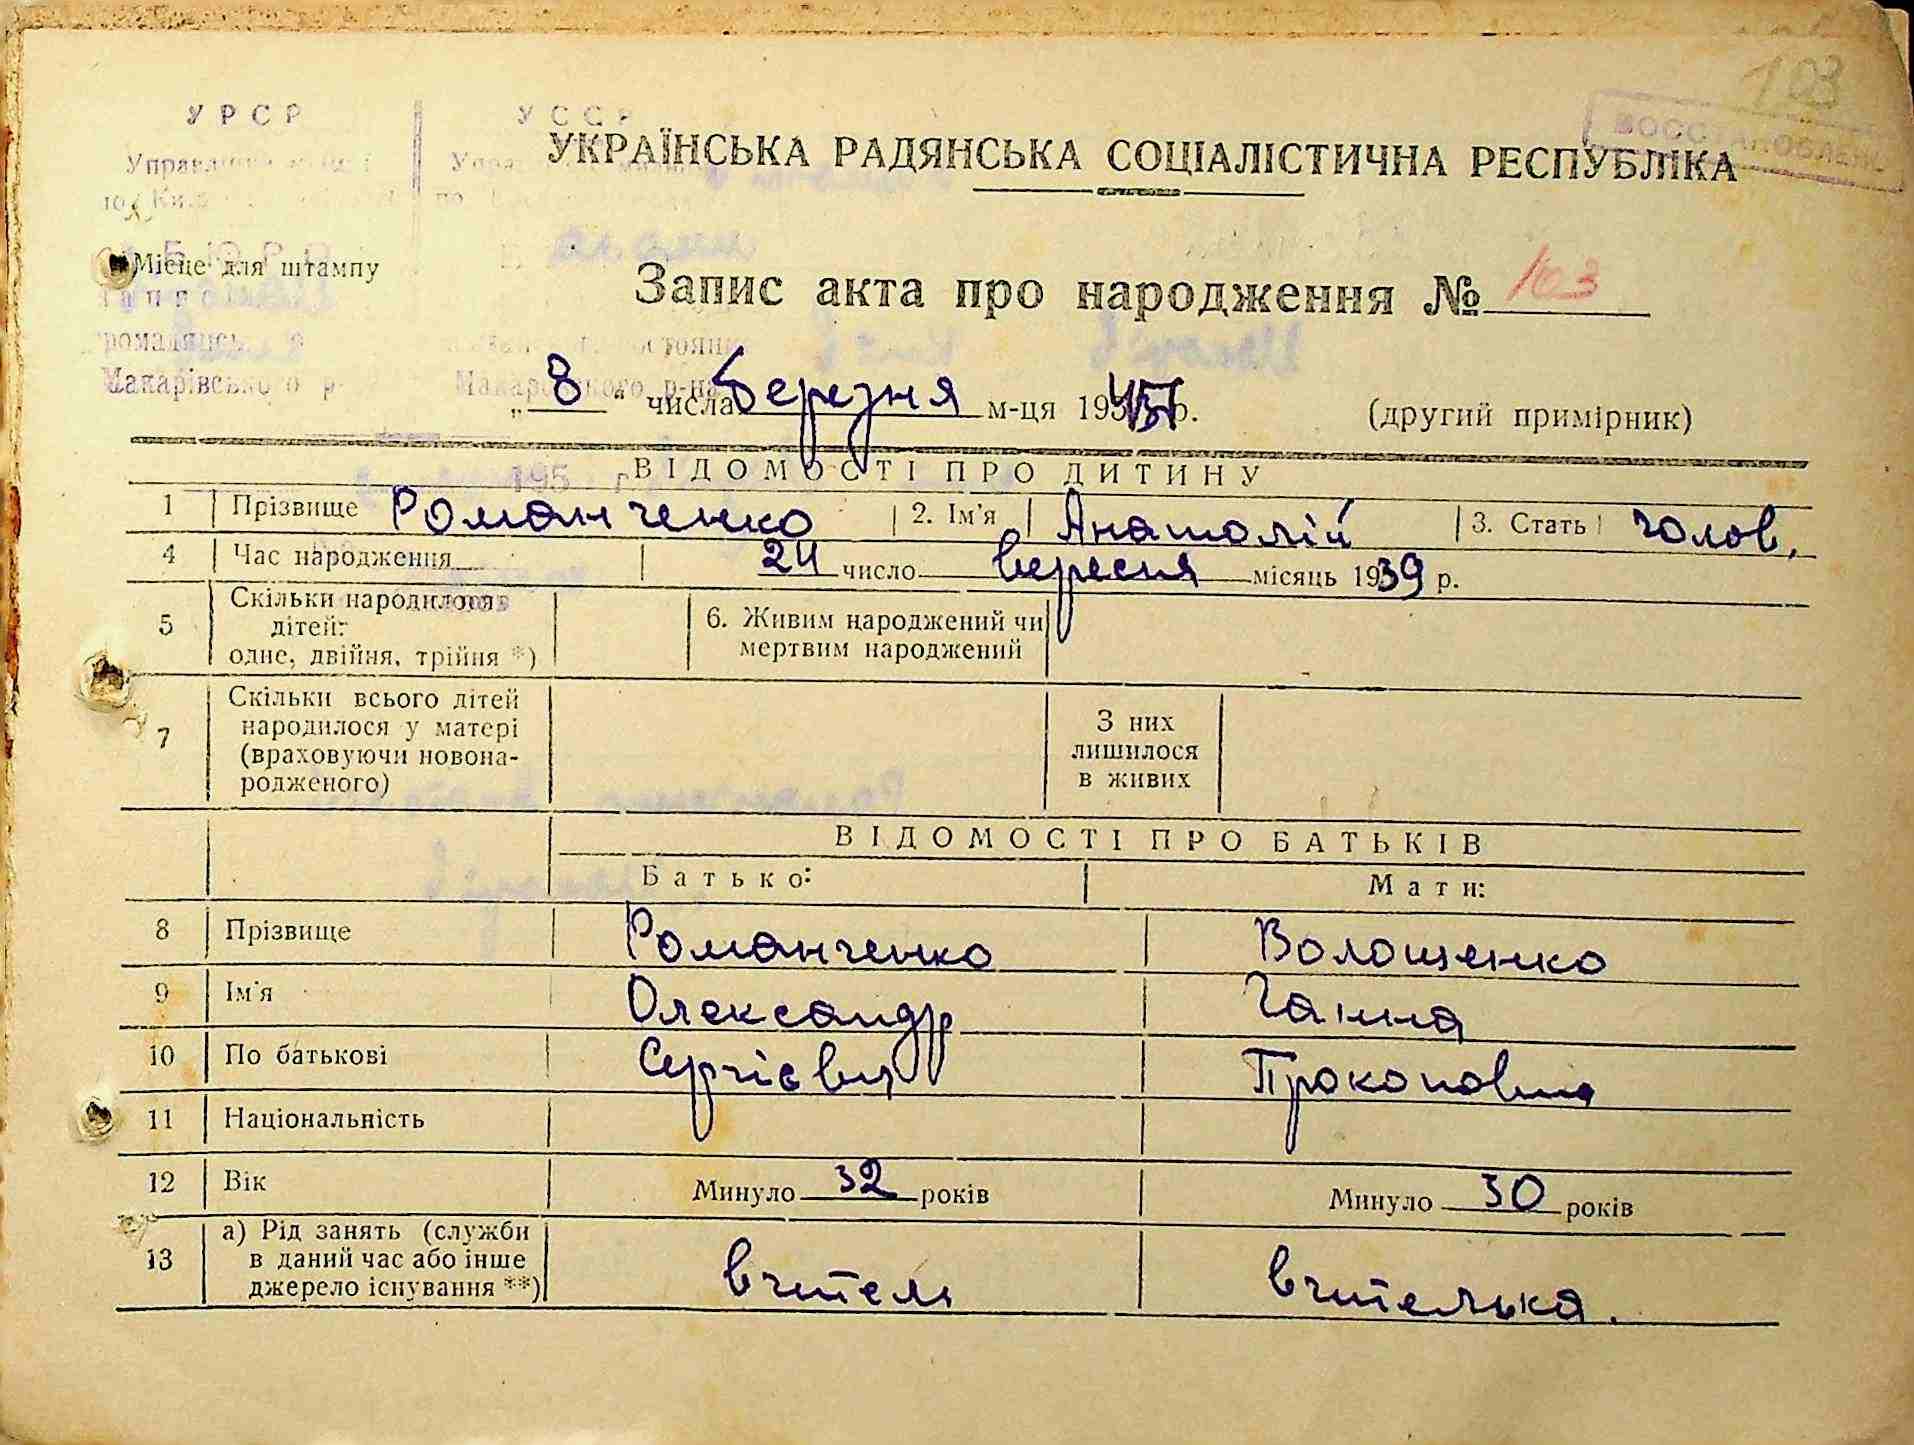 103
УРСР УССР
УКРАЇНСЬКА РАДЯНСЬКА СОЦІАЛІСТИЧНА РЕСПУБЛІКА
Місце для штампу
Запис акта про народження № 103
Макарівського р-
„ 8 " числа березня м-ця 195 р. (другий примірник)
195 г.
ВІДОМОСТІ ПРО ДИТИНУ
1 Прізвище Романченко 2. Ім'я Анатолій 3. Стать голов.
4 Час народження 24 число вересня місяць 1939 р.
5 Скільки народилося дітей: одне, двійня, трійня *) 6. Живим народжений чи мертвим народжений
7 Скільки всього дітей народилося у матері (враховуючи новонародженого) З них лишилося в живих
ВІДОМОСТІ ПРО БАТЬКІВ
Батько: Мати:
8 Прізвище Романченко Волощенко
9 Ім'я Олександр Ганна
10 По батькові Сергієвич Прокоповна
11 Національність
12 Вік Минуло 32 років Минуло 30 років
13 а) Рід занять (служби в даний час або інше джерело існування **) вчитель вчителька.